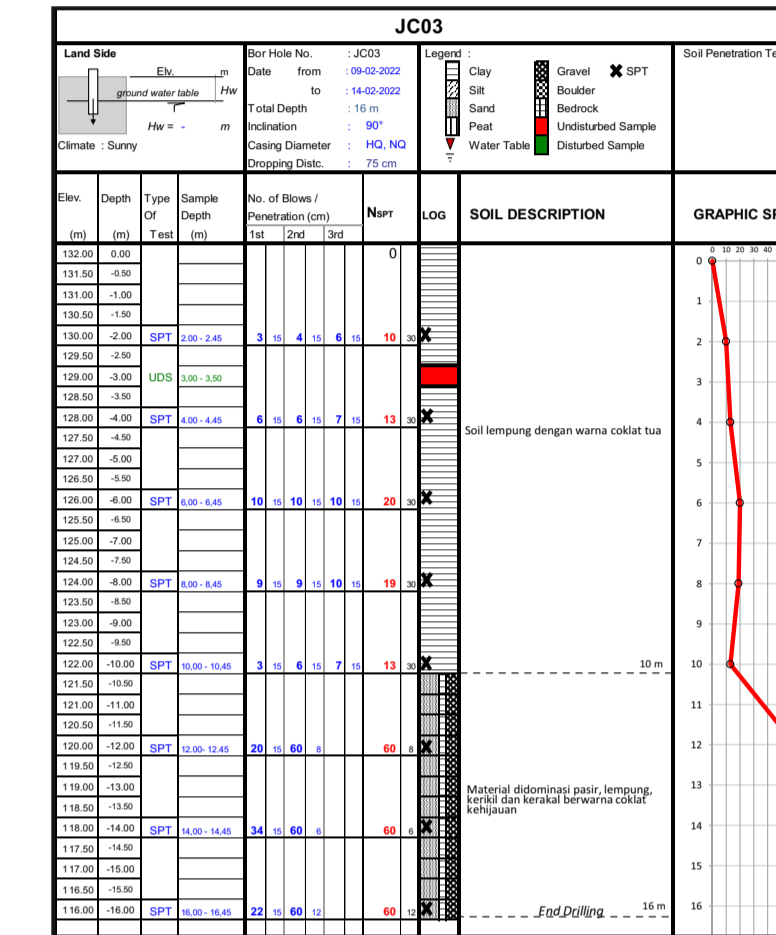 JC03
Land Side
Elv. m
ground water table Hw
Hw = - m
Climate : Sunny
Bor Hole No. : JC03
Date from : 09-02-2022
to : 14-02-2022
Total Depth : 16 m
Inclination : 90°
Casing Diameter : HQ, NQ
Dropping Distc. : 75 cm
Legend :
Clay Gravel SPT
Silt Boulder
Sand Bedrock
Peat Undisturbed Sample
Water Table Disturbed Sample
Soil Penetration Te
Elv. Depth Type Sample No. of Blows /
Of Depth Penetration (cm) NSPT LOG SOIL DESCRIPTION GRAPHIC SP
(m) (m) Test (m) 1st 2nd 3rd
0 10 20 30 40
132.00 0.00 0 0
131.50 -0.50
131.00 -1.00 1
130.50 -1.50
130.00 -2.00 SPT 2.00 - 2.45 3 15 4 15 6 15 10 30 2
129.50 -2.50
129.00 -3.00 UDS 3,00 - 3,50 3
128.50 -3.50
128.00 -4.00 SPT 4.00 - 4.45 6 15 6 15 7 15 13 30 4
Soil lempung dengan warna coklat tua
127.50 -4.50
127.00 -5.00 5
126.50 -5.50
126.00 -6.00 SPT 6,00 - 6,45 10 15 10 15 10 15 20 30 6
125.50 -6.50
125.00 -7.00 7
124.50 -7.50
124.00 -8.00 SPT 8,00 - 8,45 9 15 9 15 10 15 19 30 8
123.50 -8.50
123.00 -9.00 9
122.50 -9.50
122.00 -10.00 SPT 10,00 - 10,45 3 15 6 15 7 15 13 30 10 m 10
121.50 -10.50
121.00 -11.00 11
120.50 -11.50
120.00 -12.00 SPT 12.00- 12.45 20 15 60 8 60 8 12
119.50 -12.50
119.00 -13.00 13
Material didominasi pasir, lempung,
kerikil dan kerakal berwarna coklat
kehijauan
118.50 -13.50
118.00 -14.00 SPT 14,00 - 14,45 34 15 60 6 60 6 14
117.50 -14.50
117.00 -15.00 15
116.50 -15.50
116.00 -16.00 SPT 16,00 - 16,45 22 15 60 12 60 12 End Drilling 16 m 16